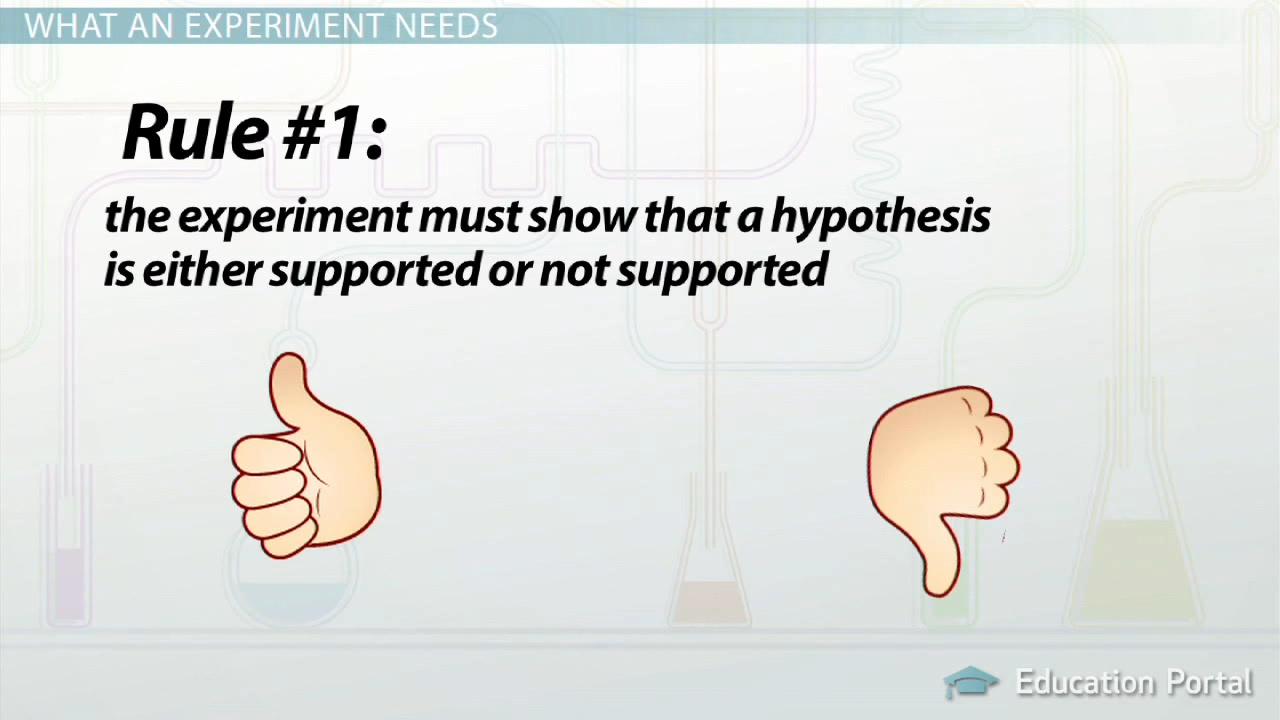 WHAT AN EXPERIMENT NEEDS
Rule #1:
the experiment must show that a hypothesis
is either supported or not supported
Education Portal